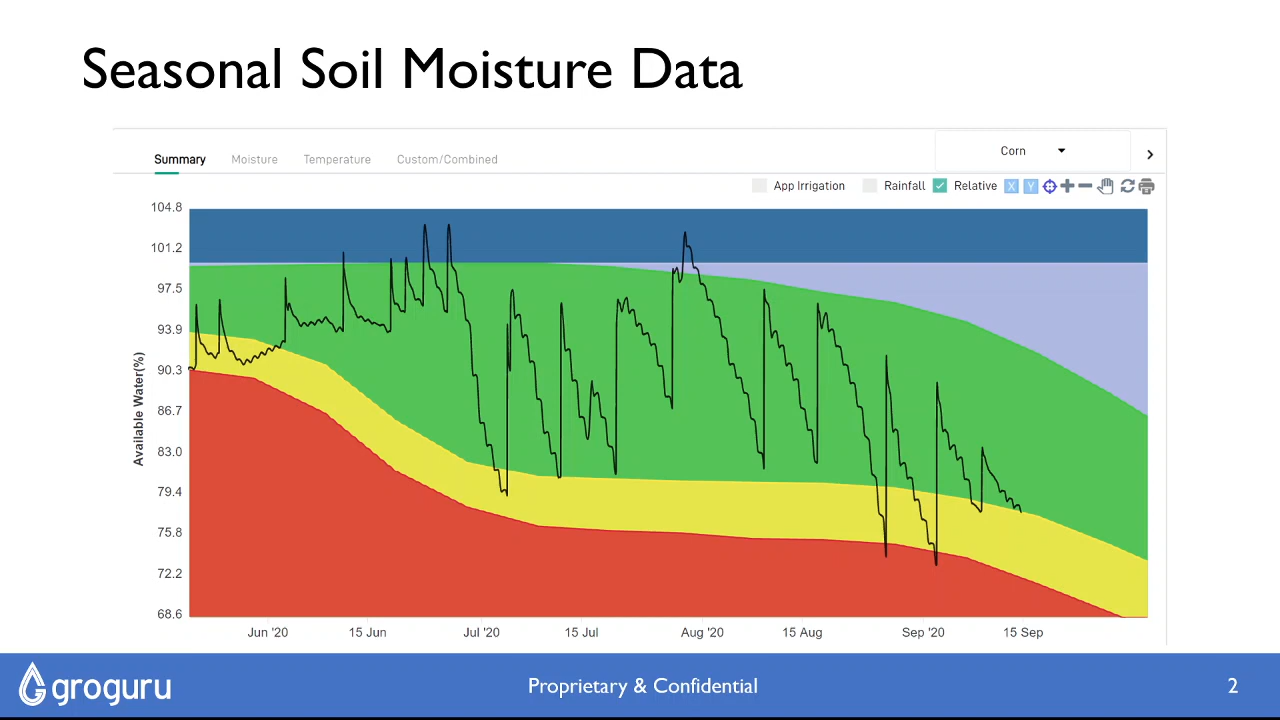 Seasonal Soil Moisture Data
Corn
Summary Moisture Temperature Custom/Combined
App Irrigation Rainfall Relative X Y
104.8
101.2
97.5
93.9
90.3
86.7
83.0
79.4
75.8
72.2
68.6
Available Water(%)
Jun '20 15 Jun Jul '20 15 Jul Aug '20 15 Aug Sep '20 15 Sep
groguru Proprietary & Confidential 2